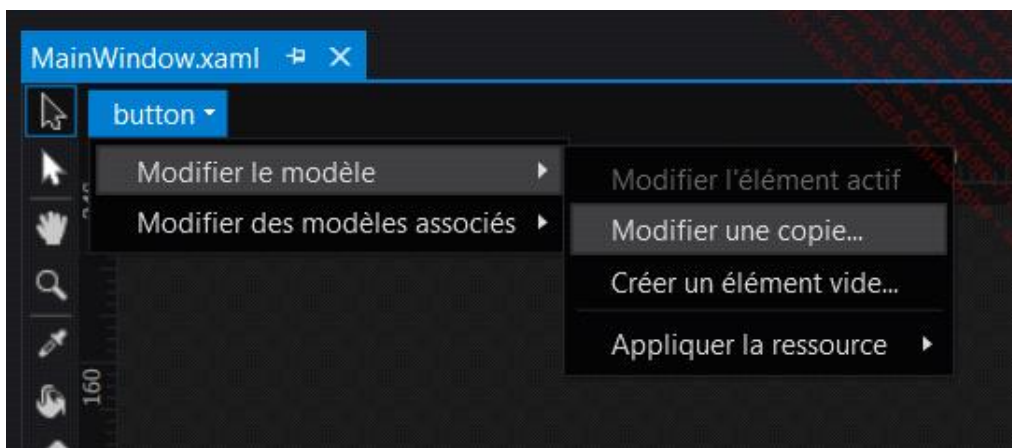 MainWindow.xaml
button
Modifier le modèle
Modifier des modèles associés
Modifier l'élément actif
Modifier une copie...
Créer un élément vide...
Appliquer la ressource
160